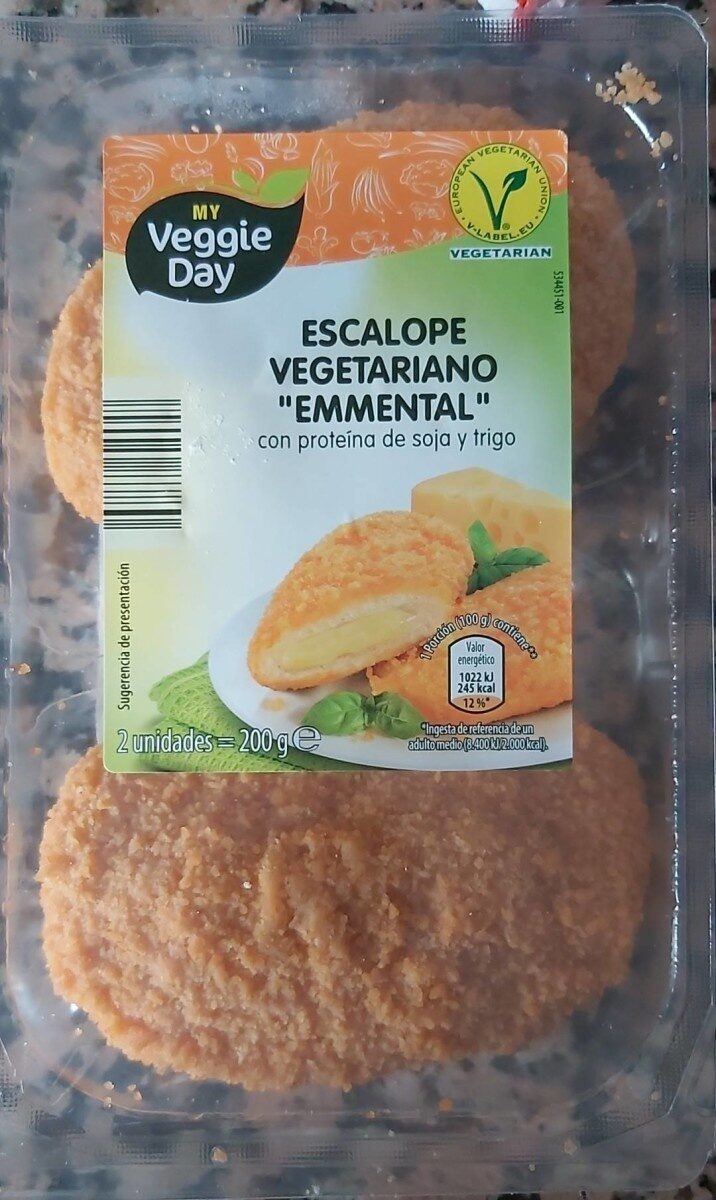 MY
Veggie
Day
EUROPEAN VEGETARIAN UNION
V-LABEL.EU
VEGETARIAN
534451-001
ESCALOPE
VEGETARIANO
"EMMENTAL"
con proteína de soja y trigo
Sugerencia de presentación
1 Porción (100 g) contiene**
Valor
energético
1022 kJ
245 kcal
12 %*
2 unidades = 200 g e
*Ingesta de referencia de un
adulto medio (8.400 kJ/2.000 kcal).